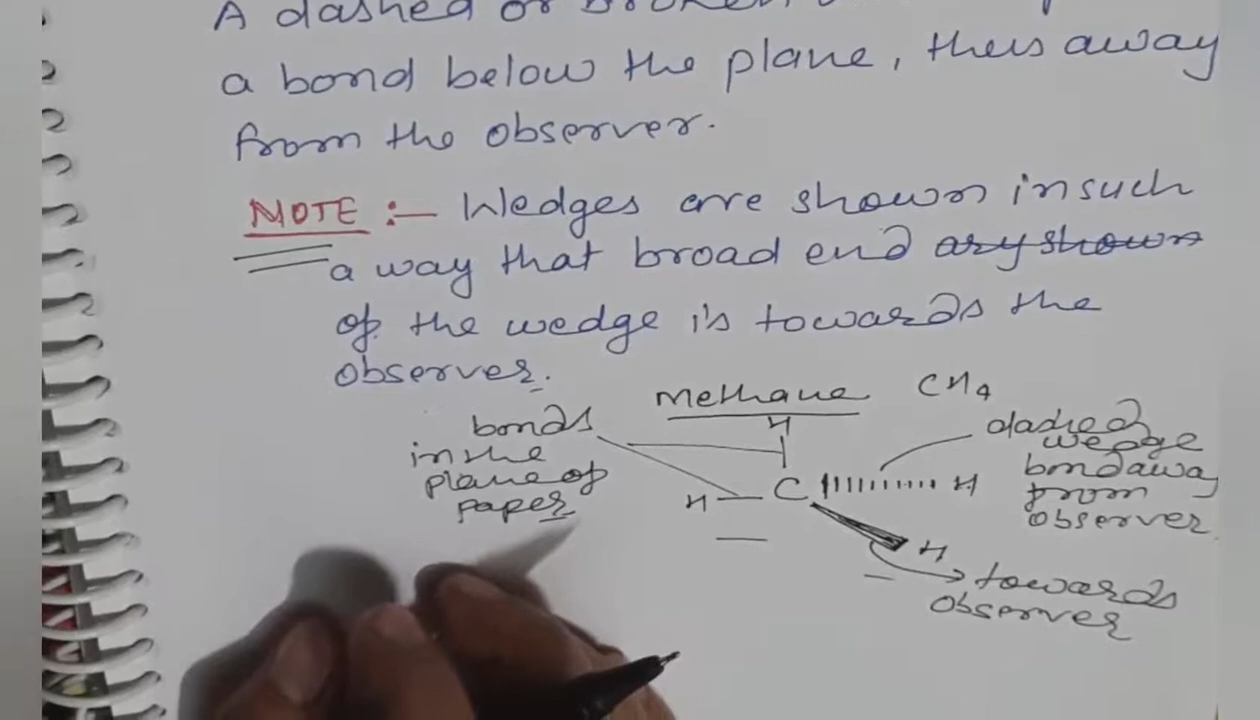 A dashed or
a bond below the plane, thus away
from the observer.
NOTE :- Wedges are shown in such
a way that broad end
of the wedge is towards the
observer.
Methane CH4
bonds
in the
plane of
paper
H
C
H
H
H
dashed
wedge
bond away
from
observer
towards
observer